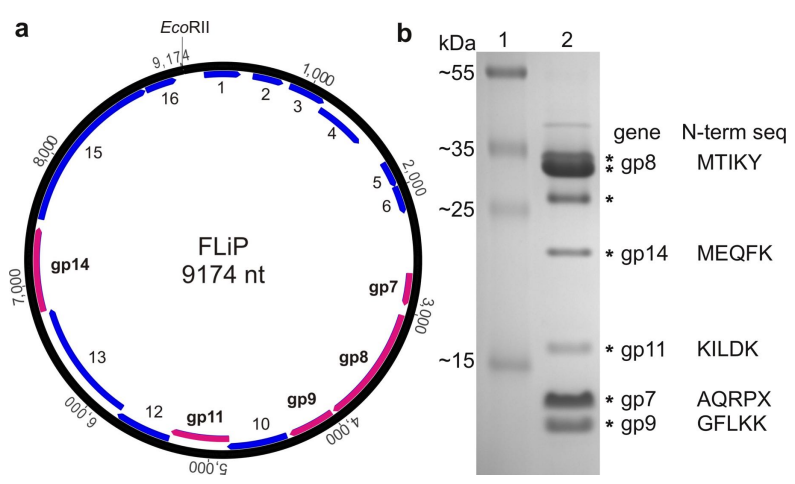 a
EcoRII
9,174
1,000
2,000
3,000
4,000
5,000
6,000
7,000
8,000
1
2
3
4
5
6
gp7
gp8
gp9
10
gp11
12
13
gp14
15
16
FLiP
9174 nt
b
kDa 1 2
~55
gene N-term seq
~35
* 
* gp8 MTIKY
*
~25
* gp14 MEQFK
* gp11 KILDK
~15
* gp7 AQRPX
* gp9 GFLKK